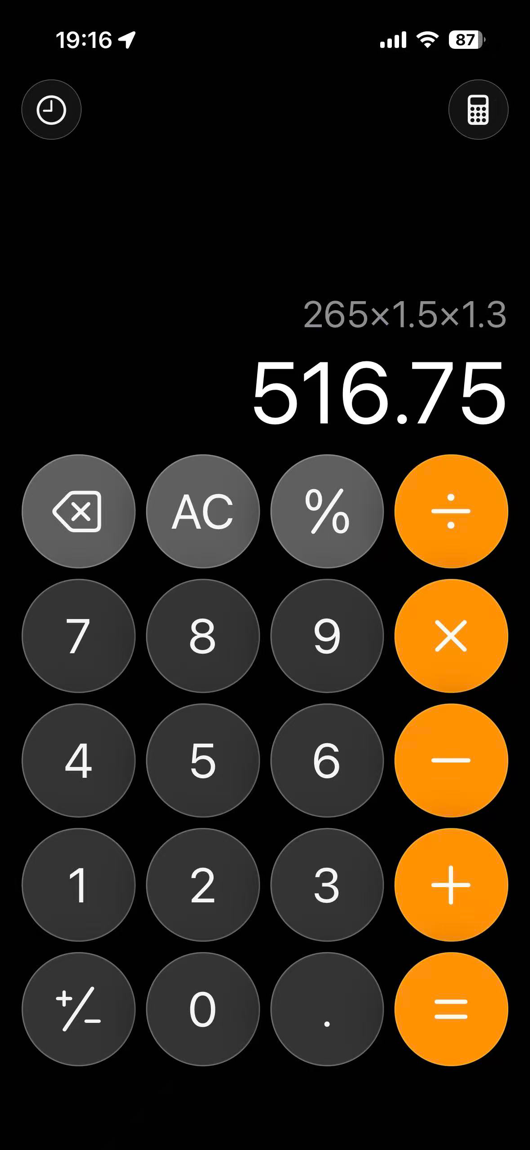 19:16
87
265×1.5×1.3
516.75
AC % ÷
7 8 9 ×
4 5 6 −
1 2 3 +
+/− 0 . =